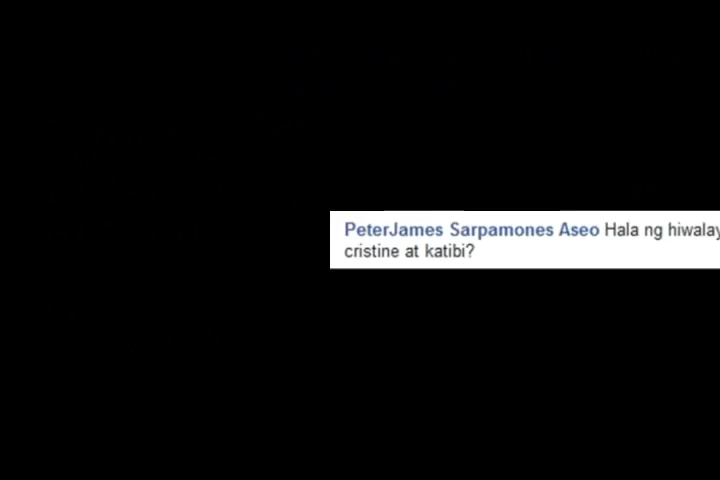 PeterJames Sarpamones Aseo Hala ng hiwalay
cristine at katibi?